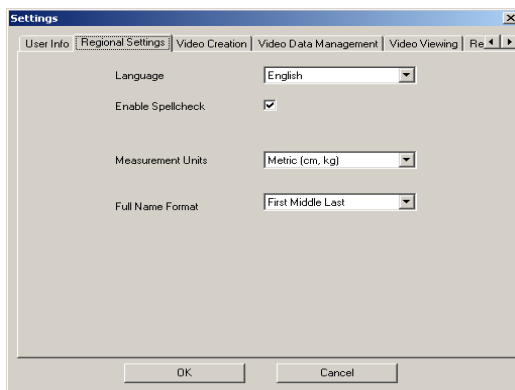 Settings
User Info Regional Settings Video Creation Video Data Management Video Viewing Re
Language English
Enable Spellcheck
Measurement Units Metric (cm, kg)
Full Name Format First Middle Last
OK Cancel